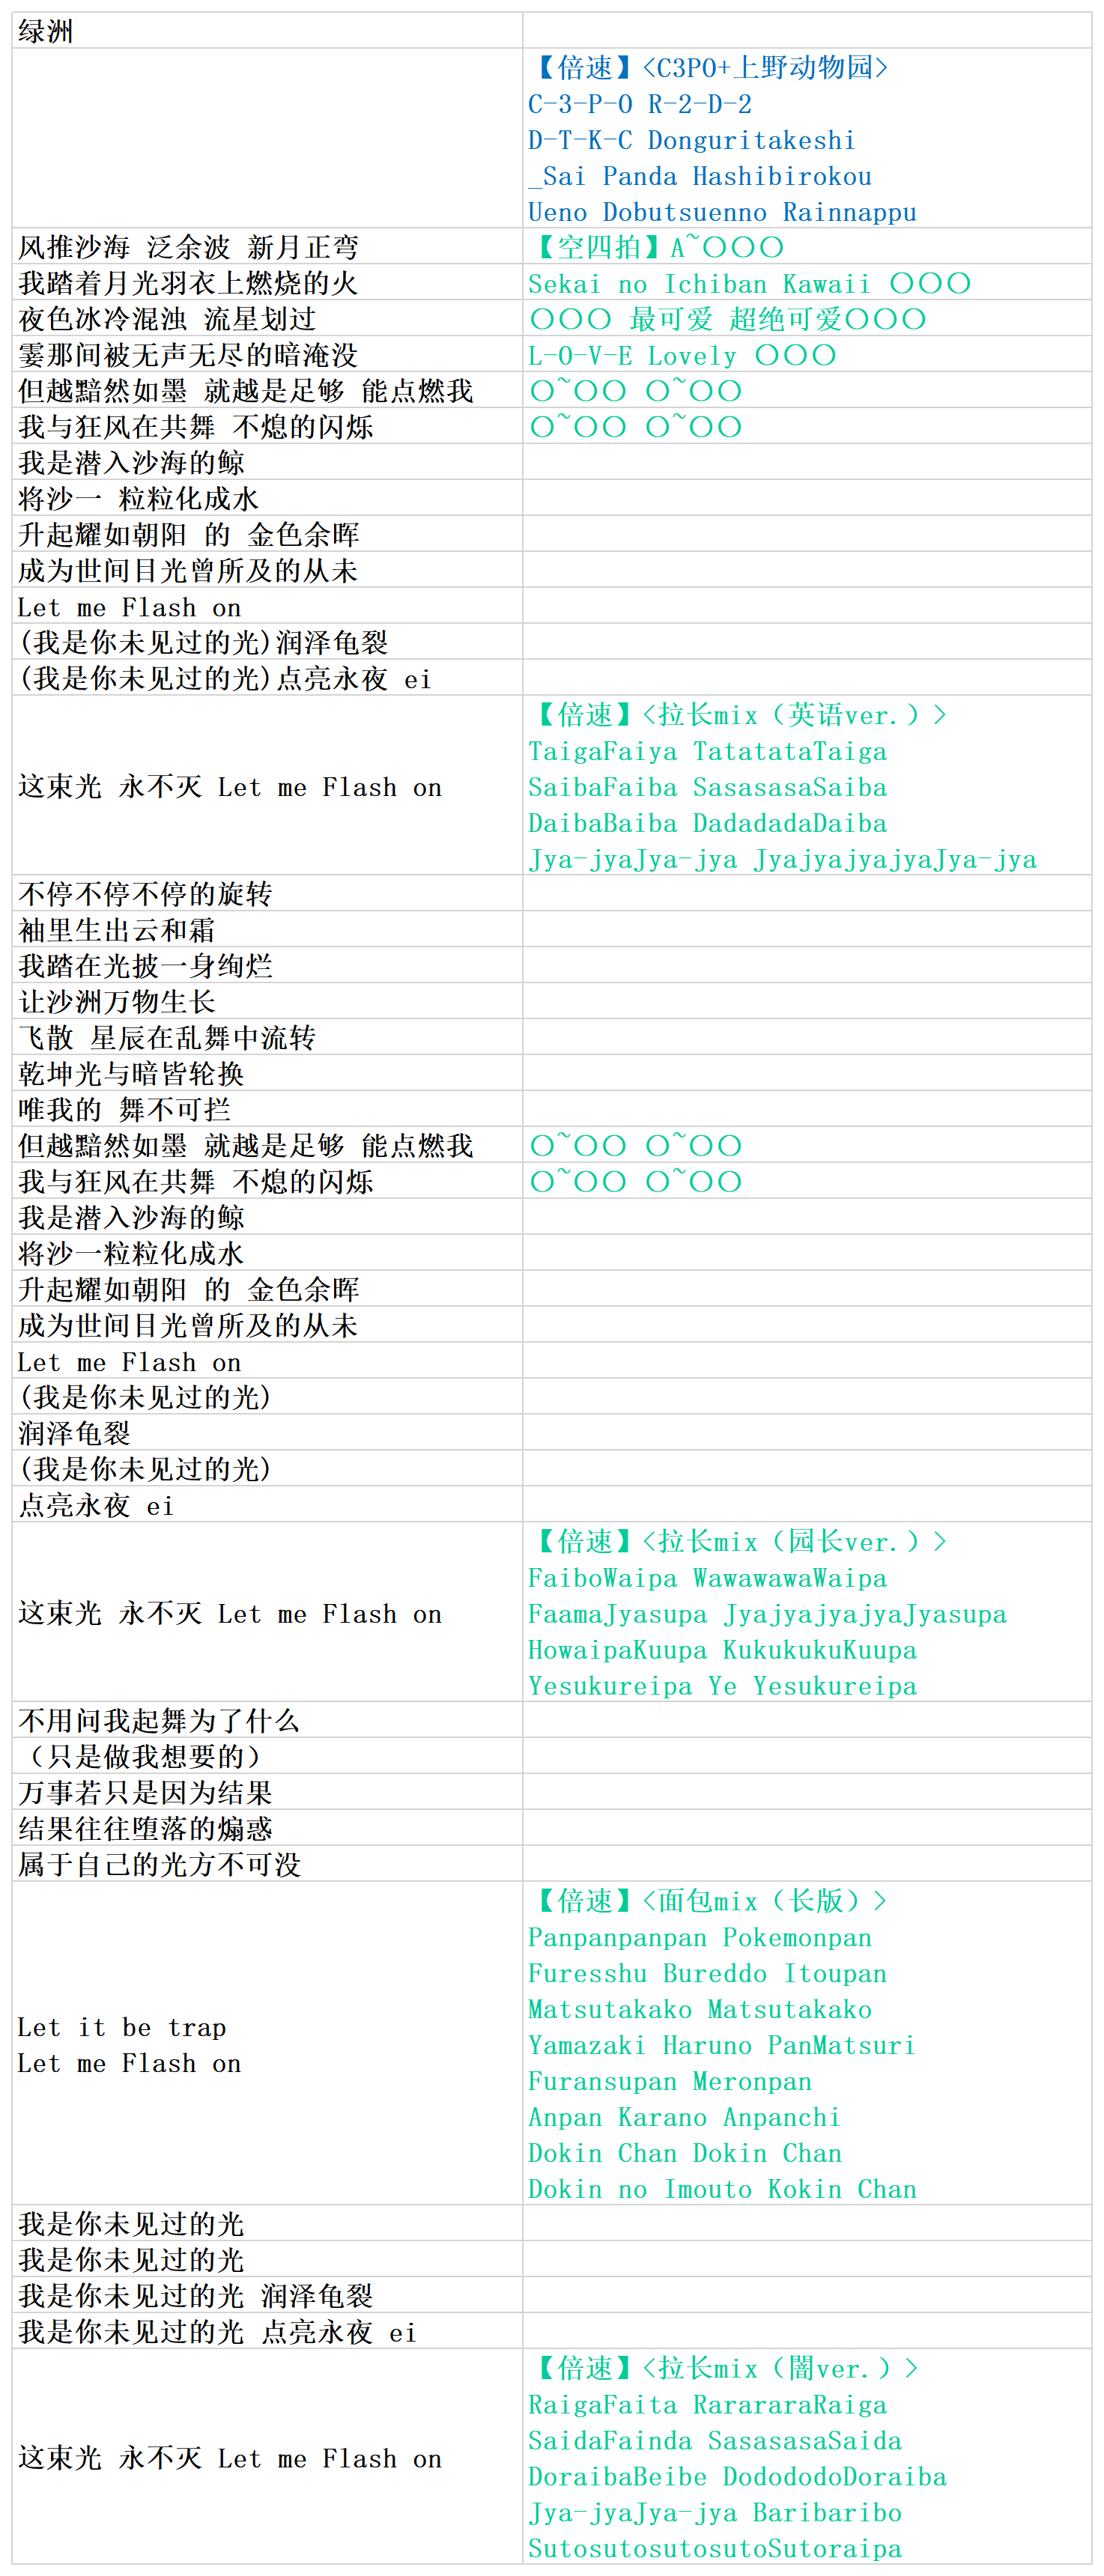 绿洲
【倍速】<C3PO+上野动物园>
C-3-P-O R-2-D-2
D-T-K-C Donguritakeshi
_Sai Panda Hashibirokou
Ueno Dobutsuenno Rainnappu
风推沙海 泛余波 新月正弯
【空四拍】A~〇〇〇
我踏着月光羽衣上燃烧的火
Sekai no Ichiban Kawaii 〇〇〇
夜色冰冷混浊 流星划过
〇〇〇 最可爱 超绝可爱〇〇〇
霎那间被无声无尽的暗淹没
L-O-V-E Lovely 〇〇〇
但越黯然如墨 就越是足够 能点燃我
〇~〇〇 〇~〇〇
我与狂风在共舞 不熄的闪烁
〇~〇〇 〇~〇〇
我是潜入沙海的鲸
将沙一 粒粒化成水
升起耀如朝阳 的 金色余晖
成为世间目光曾所及的从未
Let me Flash on
(我是你未见过的光)润泽龟裂
(我是你未见过的光)点亮永夜 ei
这束光 永不灭 Let me Flash on
【倍速】<拉长mix（英语ver.）>
TaigaFaiya TatatataTaiga
SaibaFaiba SasasasaSaiba
DaibaBaiba DadadadaDaiba
Jya-jyaJya-jya JyajyajyajyaJya-jya
不停不停不停的旋转
袖里生出云和霜
我踏在光披一身绚烂
让沙洲万物生长
飞散 星辰在乱舞中流转
乾坤光与暗皆轮换
唯我的 舞不可拦
但越黯然如墨 就越是足够 能点燃我
〇~〇〇 〇~〇〇
我与狂风在共舞 不熄的闪烁
〇~〇〇 〇~〇〇
我是潜入沙海的鲸
将沙一粒粒化成水
升起耀如朝阳 的 金色余晖
成为世间目光曾所及的从未
Let me Flash on
(我是你未见过的光)
润泽龟裂
(我是你未见过的光)
点亮永夜 ei
这束光 永不灭 Let me Flash on
【倍速】<拉长mix（园长ver.）>
FaiboWaipa WawawawaWaipa
FaamaJyasupa JyajyajyajyaJyasupa
HowaipaKuupa KukukukuKuupa
Yesukureipa Ye Yesukureipa
不用问我起舞为了什么
（只是做我想要的）
万事若只是因为结果
结果往往堕落的煽惑
属于自己的光方不可没
Let it be trap
Let me Flash on
【倍速】<面包mix（长版）>
Panpanpanpan Pokemonpan
Furesshu Bureddo Itoupan
Matsutakako Matsutakako
Yamazaki Haruno PanMatsuri
Furansupan Meronpan
Anpan Karano Anpanchi
Dokin Chan Dokin Chan
Dokin no Imouto Kokin Chan
我是你未见过的光
我是你未见过的光
我是你未见过的光 润泽龟裂
我是你未见过的光 点亮永夜 ei
这束光 永不灭 Let me Flash on
【倍速】<拉长mix（闇ver.）>
RaigaFaita RarararaRaiga
SaidaFainda SasasasaSaida
DoraibaBeibe DodododoDoraiba
Jya-jyaJya-jya Baribaribo
SutosutosutosutoSutoraipa